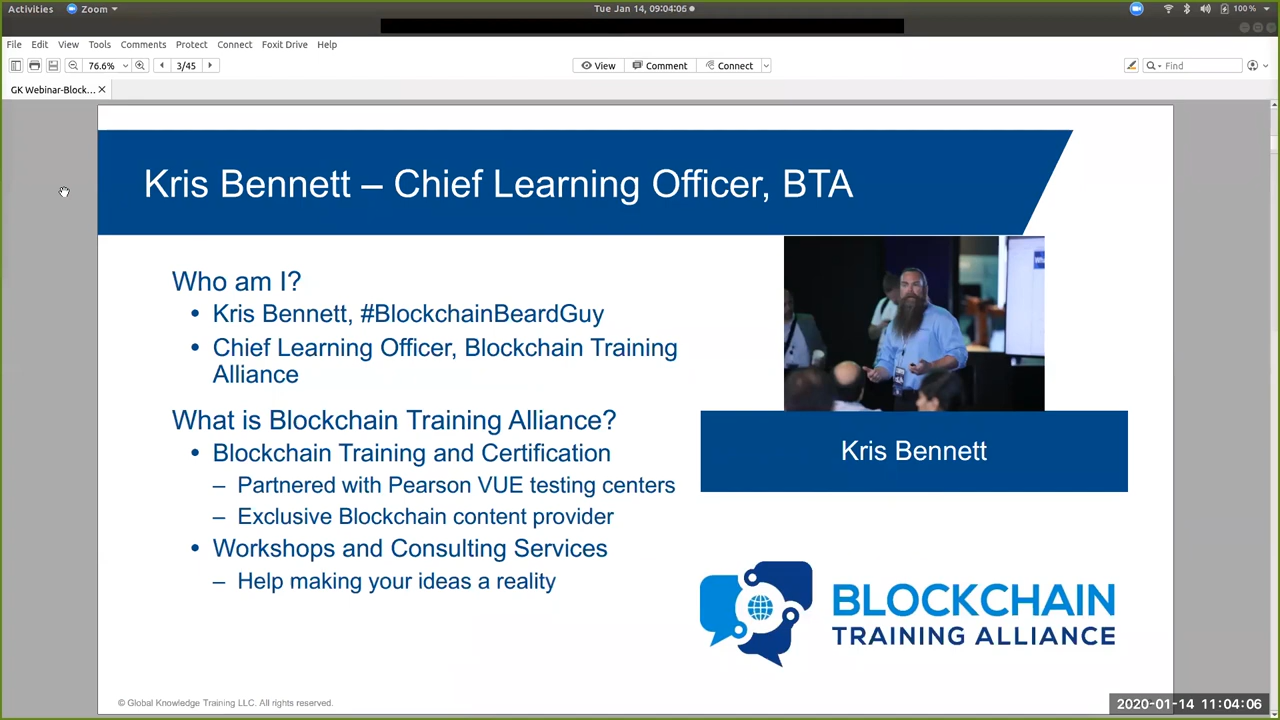 Activities Zoom Tue Jan 14, 09:04:06 100 %
File Edit View Tools Comments Protect Connect Foxit Drive Help
76.6% 3/45 View Comment Connect Find
GK Webinar-Block...
Kris Bennett – Chief Learning Officer, BTA
Who am I?
• Kris Bennett, #BlockchainBeardGuy
• Chief Learning Officer, Blockchain Training
Alliance
What is Blockchain Training Alliance?
• Blockchain Training and Certification
– Partnered with Pearson VUE testing centers
– Exclusive Blockchain content provider
• Workshops and Consulting Services
– Help making your ideas a reality
Kris Bennett
BLOCKCHAIN
TRAINING ALLIANCE
© Global Knowledge Training LLC. All rights reserved.
2020-01-14 11:04:06